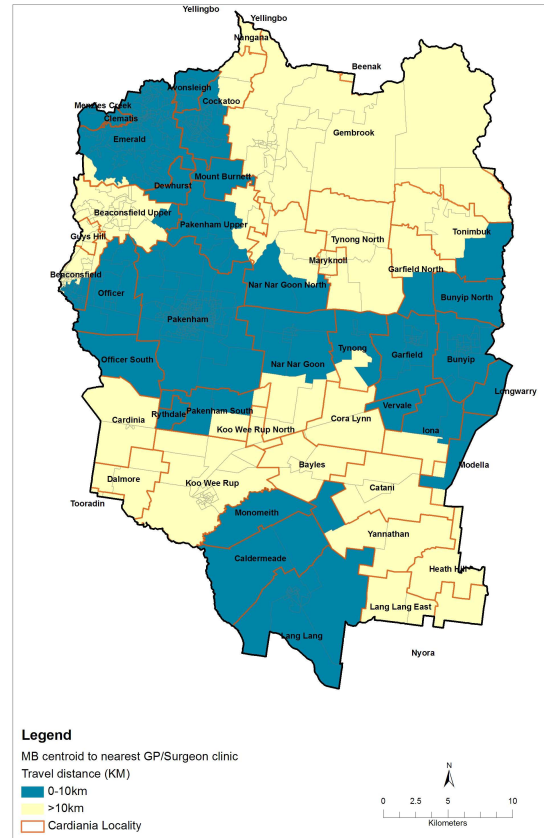 Yellingbo
Yellingbo
Nangana
Beenak
Avonsleigh
Cockatoo
Menzies Creek
Clematis
Emerald
Gembrook
Mount Burnett
Dewhurst
Beaconsfield Upper
Pakenham Upper
Tonimbuk
Guys Hill
Tynong North
Maryknoll
Garfield North
Beaconsfield
Officer
Nar Nar Goon North
Bunyip North
Pakenham
Tynong
Officer South
Nar Nar Goon
Garfield
Bunyip
Longwarry
Cardinia
Rythdale
Pakenham South
Vervale
Cora Lynn
Koo Wee Rup North
Iona
Bayles
Modella
Dalmore
Koo Wee Rup
Catani
Tooradin
Monomeith
Yannathan
Caldermeade
Heath Hill
Lang Lang East
Lang Lang
Nyora
Legend
MB centroid to nearest GP/Surgeon clinic
Travel distance (KM)
0-10km
>10km
Cardiania Locality
N
0 2.5 5 10
Kilometers